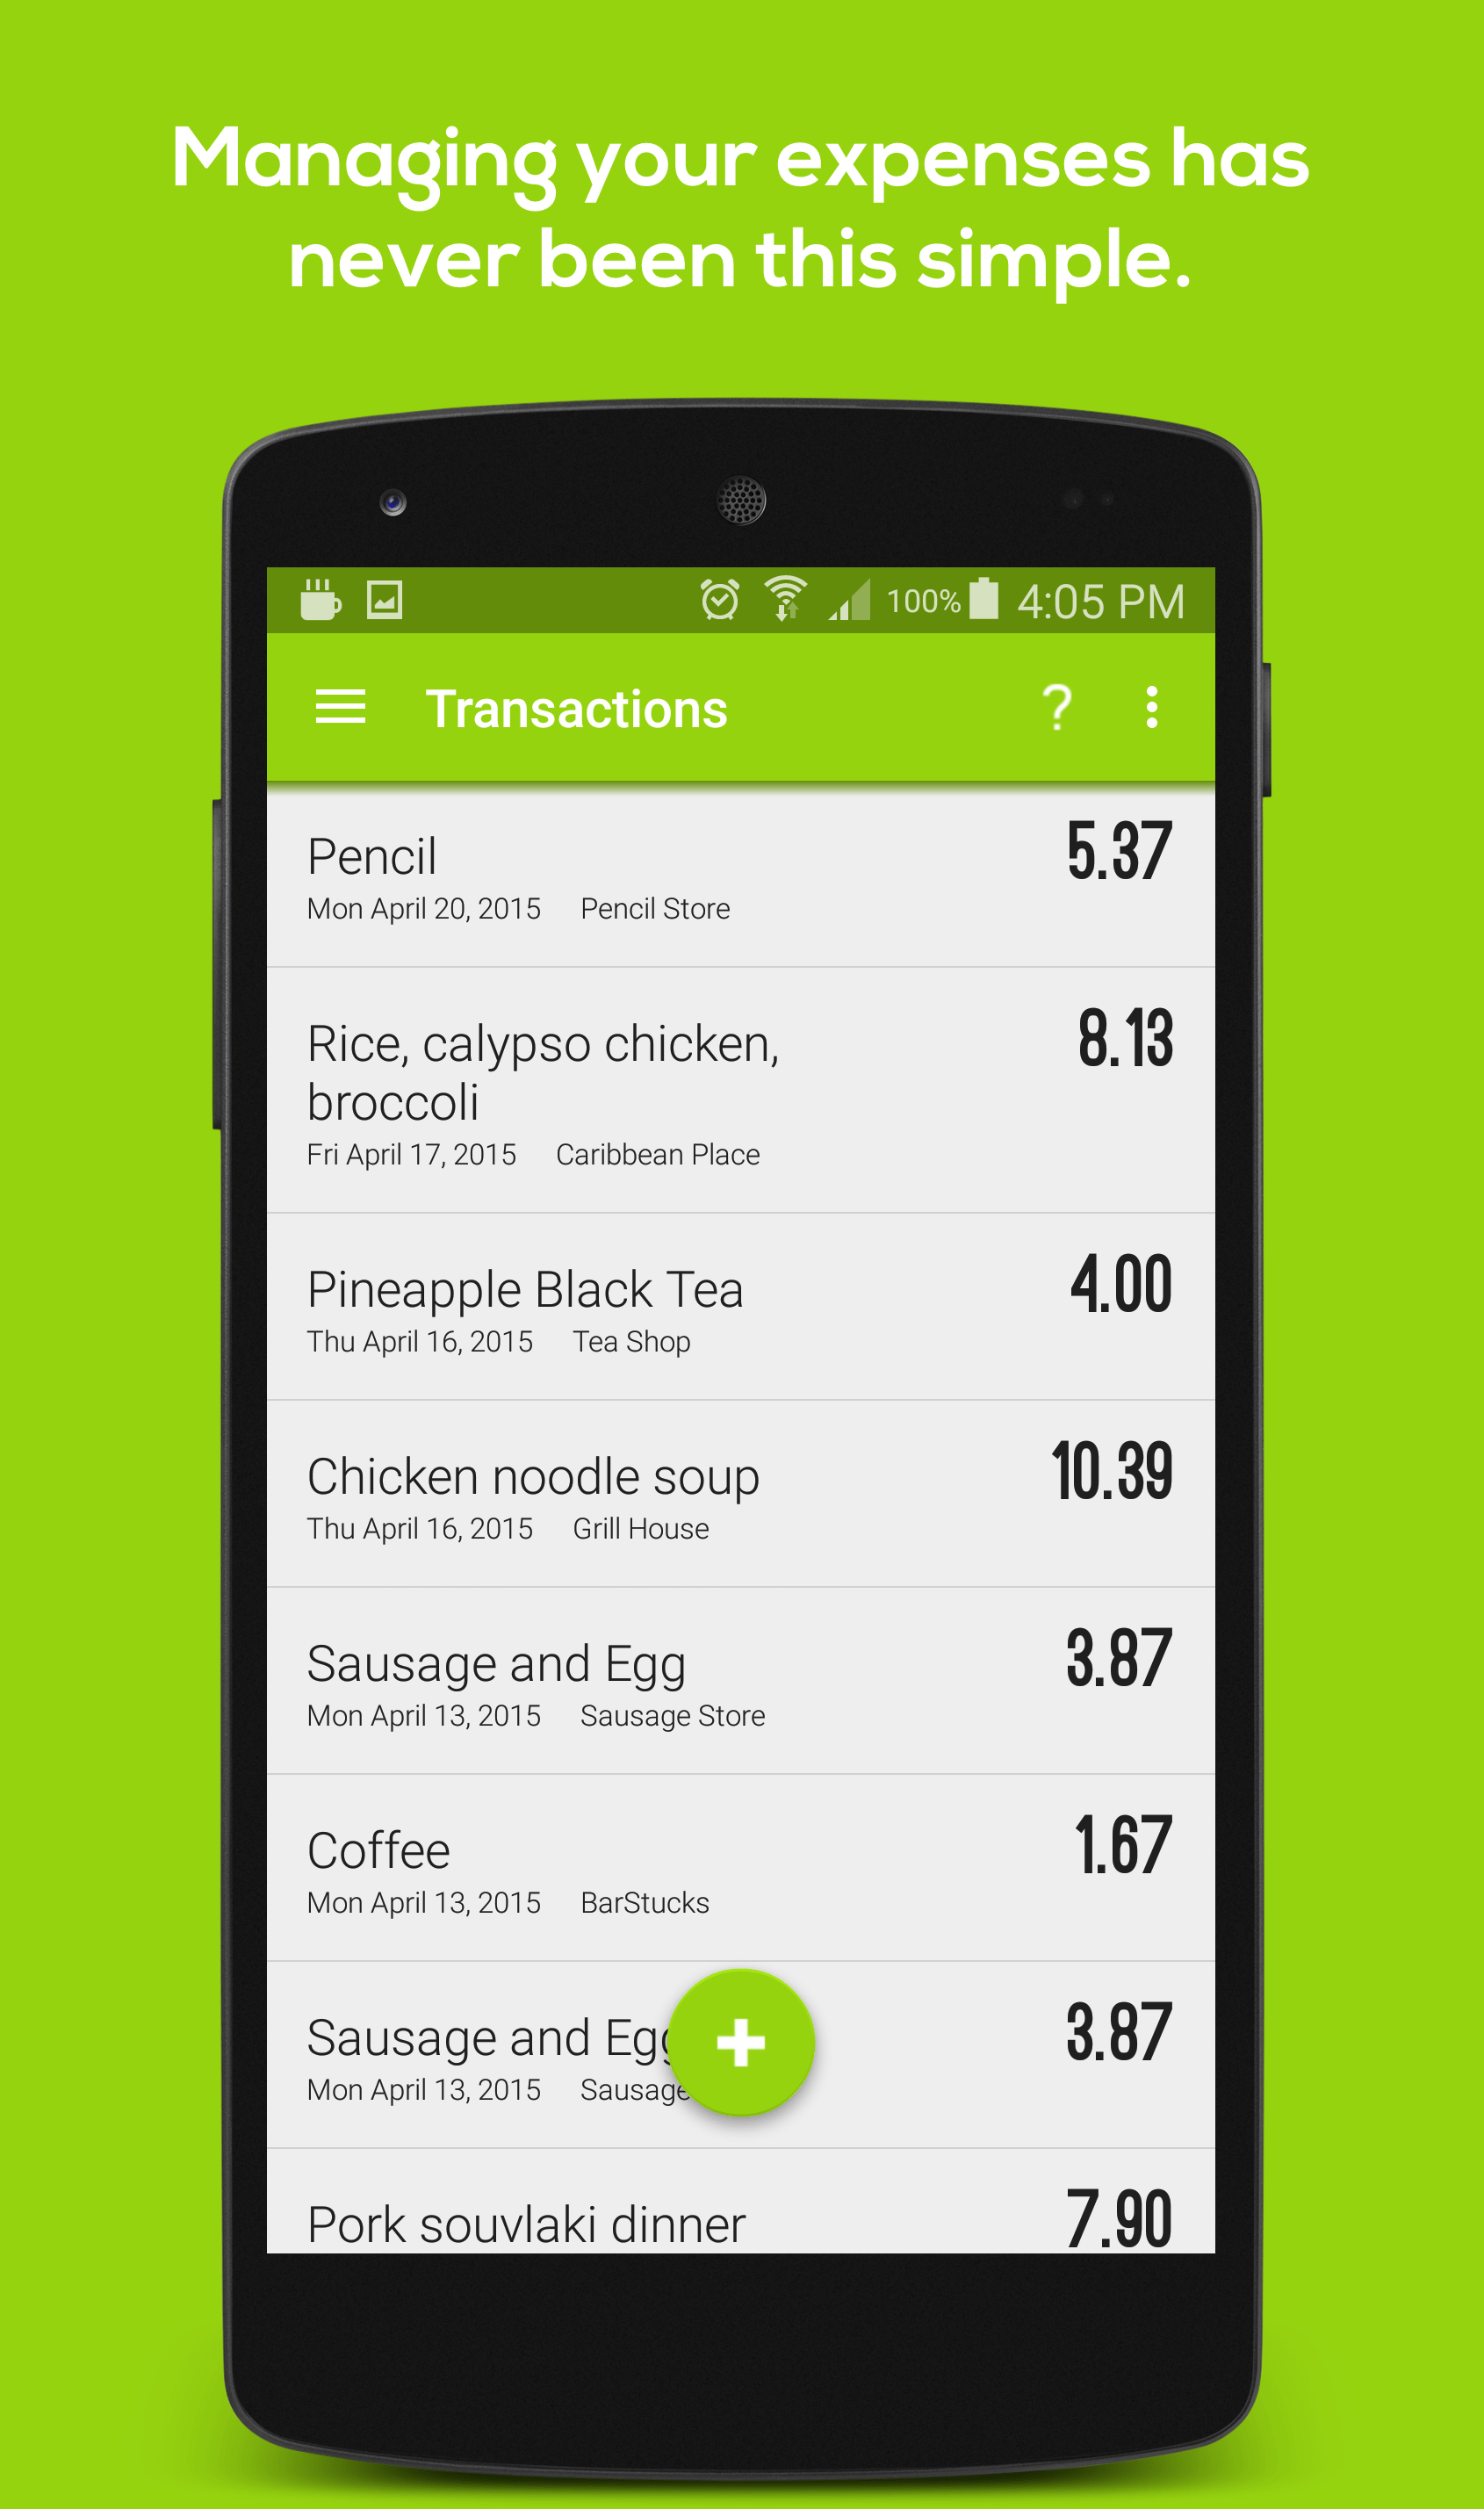 Managing your expenses has
never been this simple.
100% 4:05 PM
Transactions ?
Pencil 5.37
Mon April 20, 2015 Pencil Store
Rice, calypso chicken, 8.13
broccoli
Fri April 17, 2015 Caribbean Place
Pineapple Black Tea 4.00
Thu April 16, 2015 Tea Shop
Chicken noodle soup 10.39
Thu April 16, 2015 Grill House
Sausage and Egg 3.87
Mon April 13, 2015 Sausage Store
Coffee 1.67
Mon April 13, 2015 BarStucks
Sausage and Egg 3.87
Mon April 13, 2015 Sausage
Pork souvlaki dinner 7.90